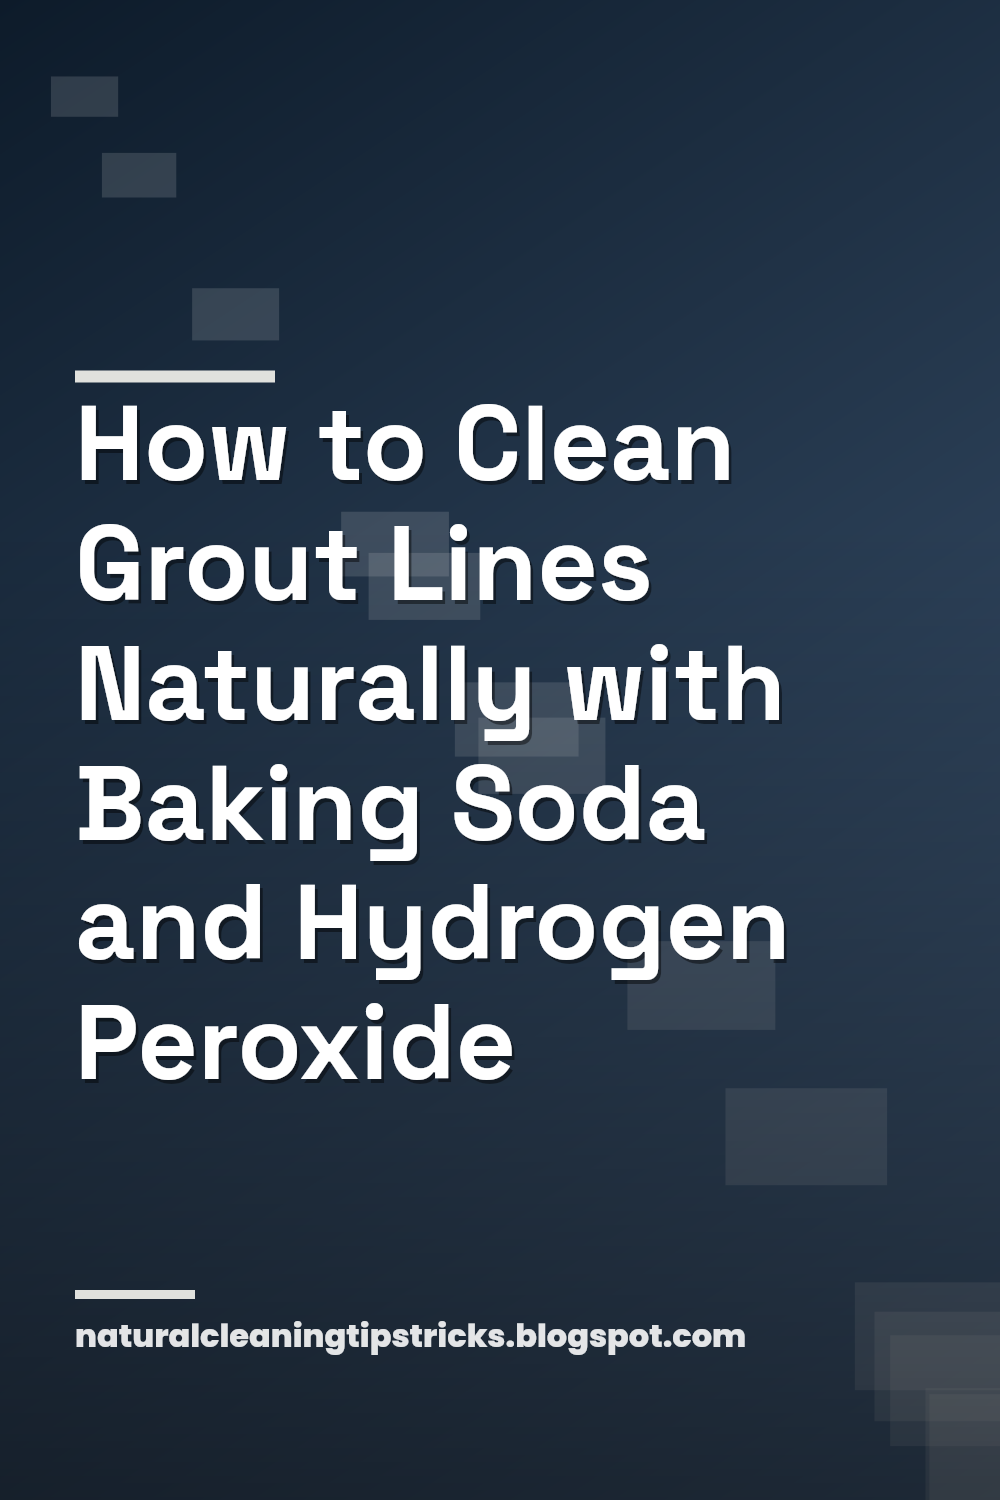 How to Clean
Grout Lines
Naturally with
Baking Soda
and Hydrogen
Peroxide
naturalcleaningtipstricks.blogspot.com